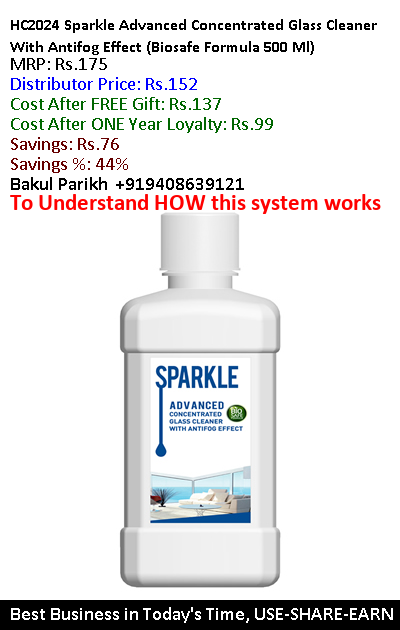 HC2024 Sparkle Advanced Concentrated Glass Cleaner
With Antifog Effect (Biosafe Formula 500 Ml)
MRP: Rs.175
Distributor Price: Rs.152
Cost After FREE Gift: Rs.137
Cost After ONE Year Loyalty: Rs.99
Savings: Rs.76
Savings %: 44%
Bakul Parikh +919408639121
To Understand HOW this system works
SPARKLE
ADVANCED
CONCENTRATED
GLASS CLEANER
WITH ANTIFOG EFFECT
Bio
Best Business in Today's Time, USE-SHARE-EARN